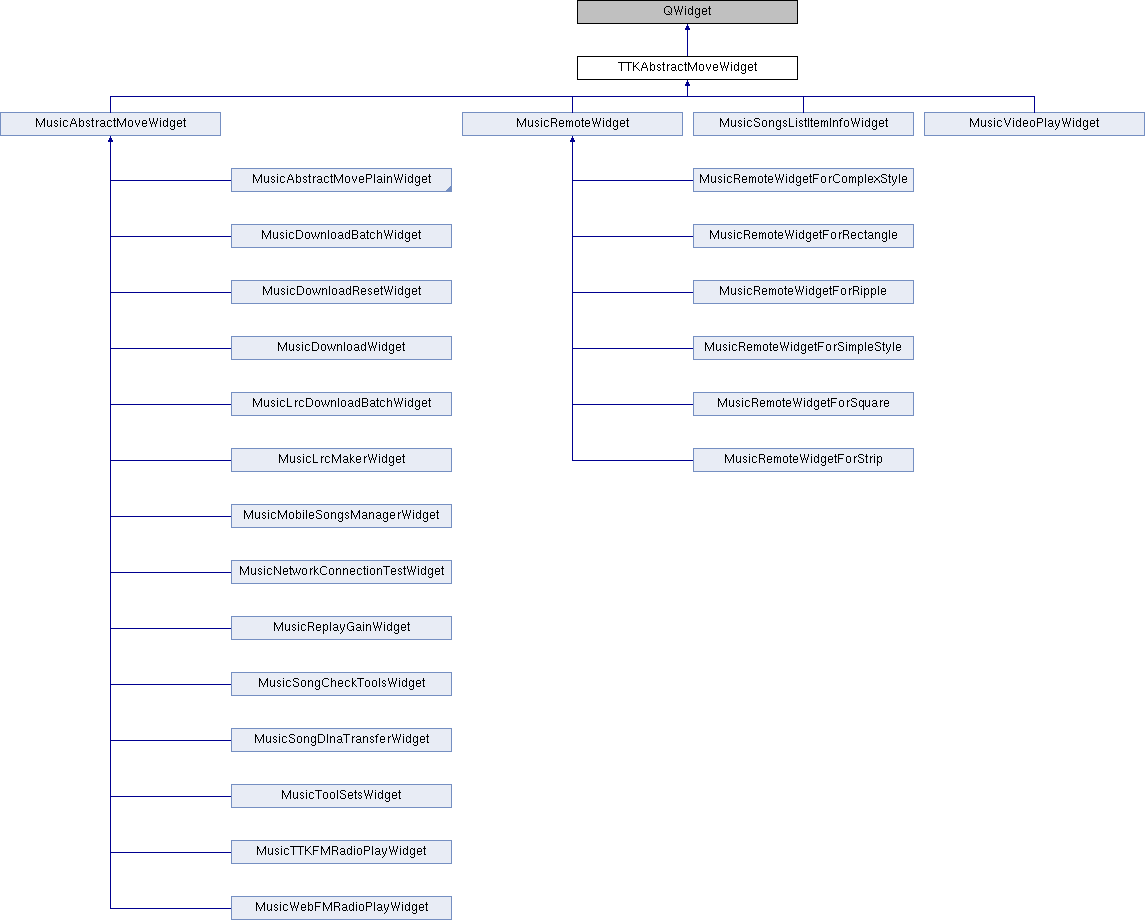 QWidget
TTKAbstractMoveWidget
MusicAbstractMoveWidget
MusicRemoteWidget
MusicSongsListItemInfoWidget
MusicVideoPlayWidget
MusicAbstractMovePlainWidget
MusicRemoteWidgetForComplexStyle
MusicDownloadBatchWidget
MusicRemoteWidgetForRectangle
MusicDownloadResetWidget
MusicRemoteWidgetForRipple
MusicDownloadWidget
MusicRemoteWidgetForSimpleStyle
MusicLrcDownloadBatchWidget
MusicRemoteWidgetForSquare
MusicLrcMakerWidget
MusicRemoteWidgetForStrip
MusicMobileSongsManagerWidget
MusicNetworkConnectionTestWidget
MusicReplayGainWidget
MusicSongCheckToolsWidget
MusicSongDlnaTransferWidget
MusicToolSetsWidget
MusicTTKFMRadioPlayWidget
MusicWebFMRadioPlayWidget